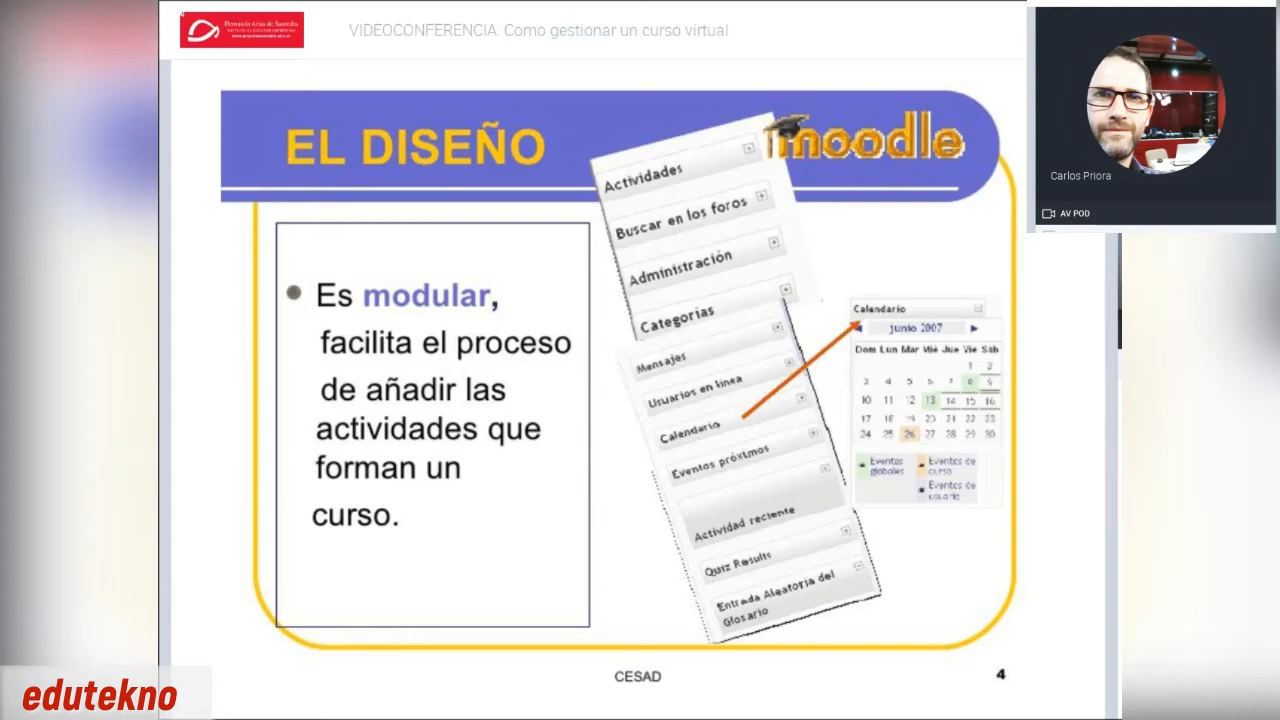 Hernando Arias de Saavedra
VIDEOCONFERENCIA: Como gestionar un curso virtual
Carlos Priora
AV POD
EL DISEÑO
moodle
Es modular,
facilita el proceso
de añadir las
actividades que
forman un
curso.
Actividades
Buscar en los foros
Administración
Categorías
Mensajes
Usuarios en línea
Calendario
Eventos próximos
Actividad reciente
Quiz Results
Entrada Aleatoria del
Glosario
Calendario
junio 2007
Dom Lun Mar Mié Jue Vie Sáb
1 2
3 4 5 6 7 8 9
10 11 12 13 14 15 16
17 18 19 20 21 22 23
24 25 26 27 28 29 30
Eventos
globales
Eventos de
curso
Eventos de
usuario
CESAD
4
edutekno